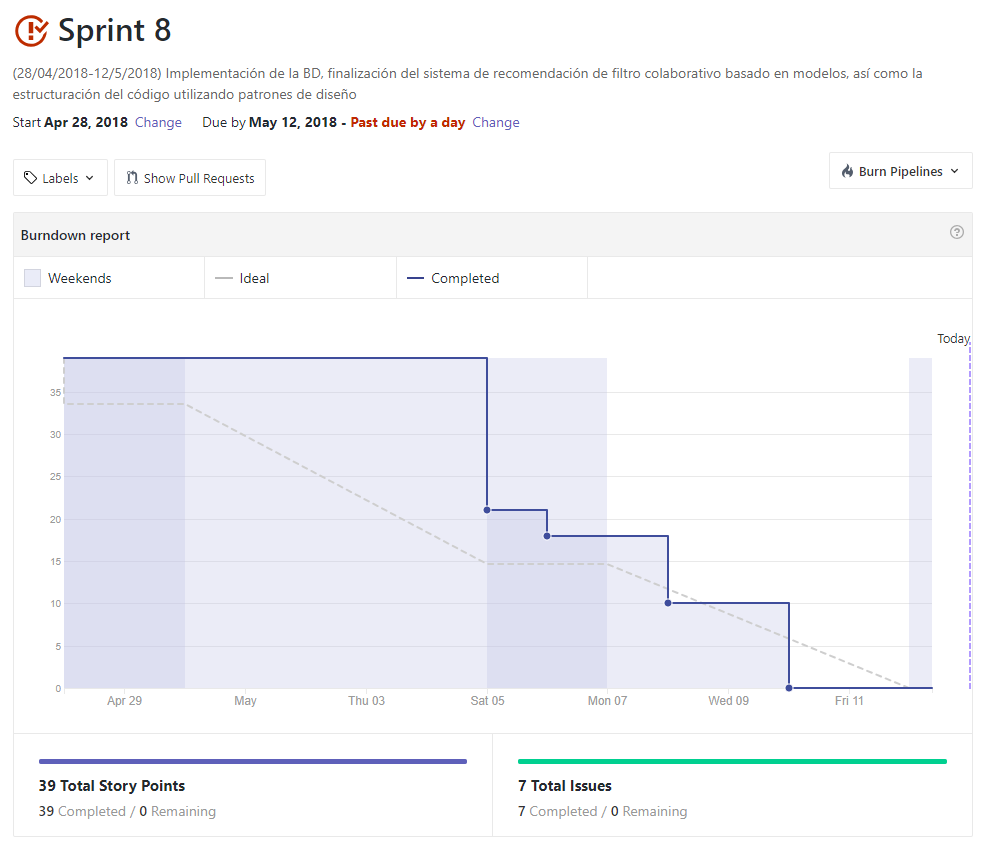 Sprint 8
(28/04/2018-12/5/2018) Implementación de la BD, finalización del sistema de recomendación de filtro colaborativo basado en modelos, así como la
estructuración del código utilizando patrones de diseño
Start Apr 28, 2018 Change Due by May 12, 2018 - Past due by a day Change
Labels Show Pull Requests Burn Pipelines
Burndown report
Weekends Ideal Completed
Today
35
30
25
20
15
10
5
0
Apr 29 May Thu 03 Sat 05 Mon 07 Wed 09 Fri 11
39 Total Story Points
39 Completed / 0 Remaining
7 Total Issues
7 Completed / 0 Remaining